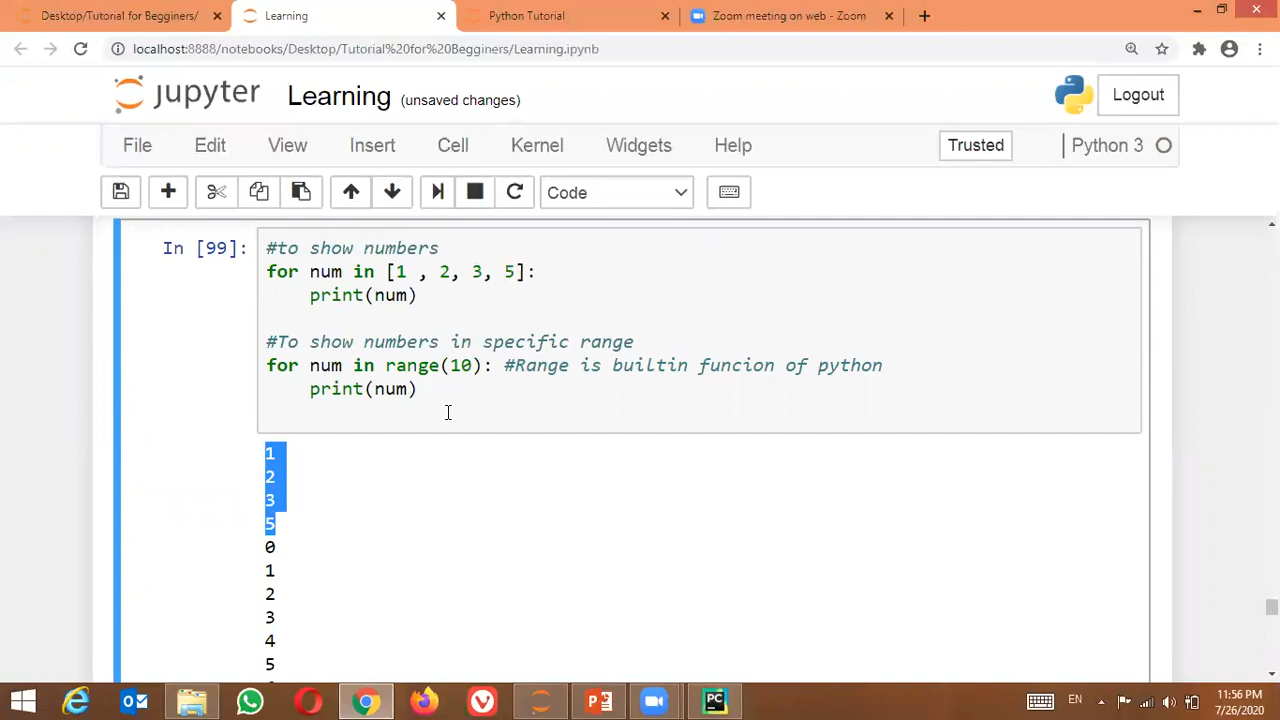 Desktop/Tutorial for Begginers/
Learning
Python Tutorial
Zoom meeting on web - Zoom
localhost:8888/notebooks/Desktop/Tutorial%20for%20Begginers/Learning.ipynb
jupyter
Learning (unsaved changes)
Logout
File Edit View Insert Cell Kernel Widgets Help
Trusted
Python 3
Code
In [99]:
#to show numbers
for num in [1 , 2, 3, 5]:
print(num)
#To show numbers in specific range
for num in range(10): #Range is builtin funcion of python
print(num)
1
2
3
5
0
1
2
3
4
5
EN
11:56 PM
7/26/2020